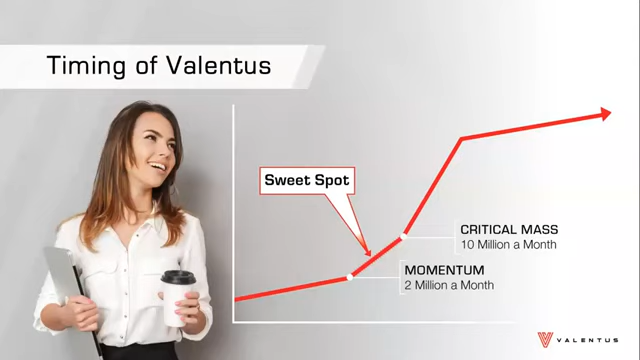 Timing of Valentus
Sweet Spot
CRITICAL MASS
10 Million a Month
MOMENTUM
2 Million a Month
VALENTUS